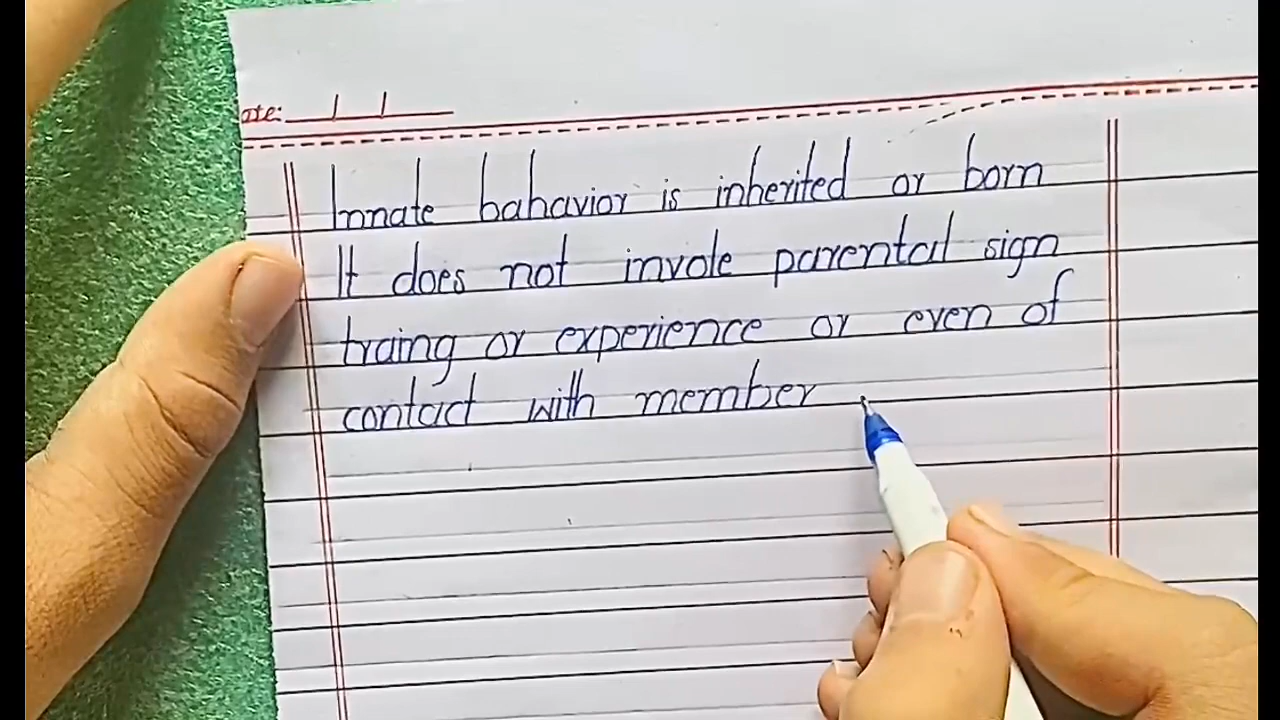 ate: / /
Innate bahavior is inherited or born
It does not invole parental sign
traing or experience or even of
contact with member